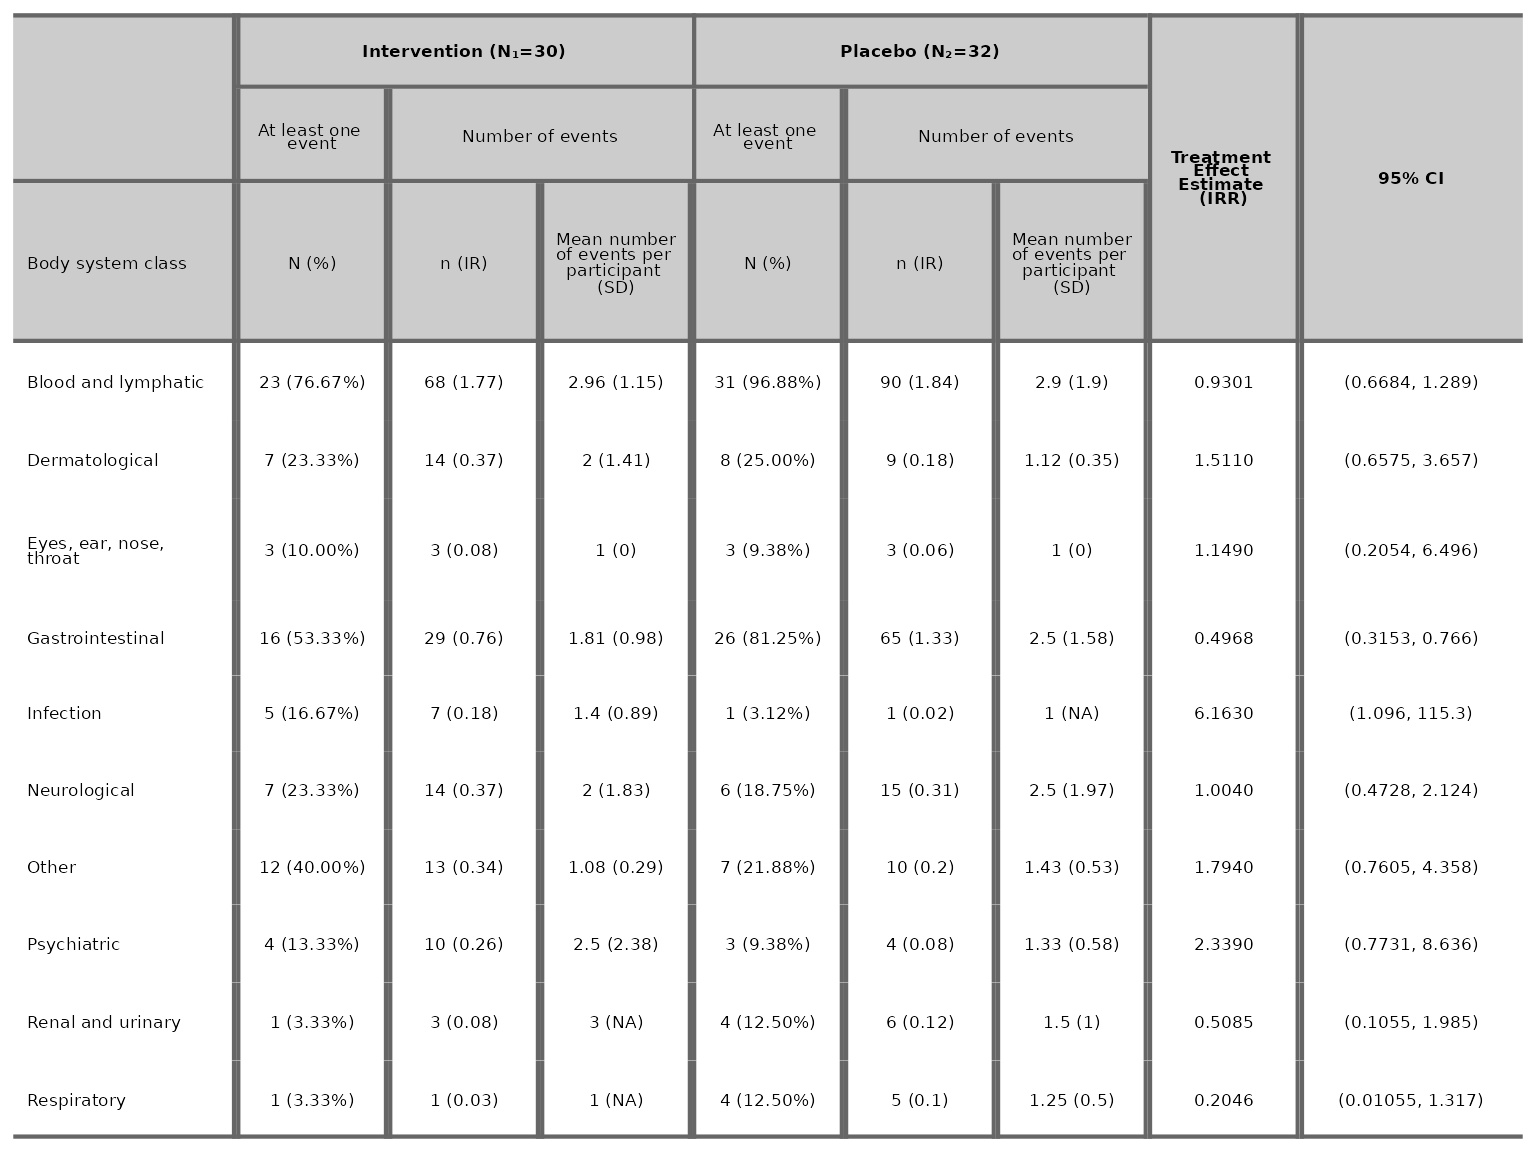 Intervention (N₁=30) Placebo (N₂=32)
At least one
event
Number of events
At least one
event
Number of events
Treatment
Effect
Estimate
(IRR)
95% CI
Body system class
N (%)
n (IR)
Mean number
of events per
participant
(SD)
N (%)
n (IR)
Mean number
of events per
participant
(SD)
Blood and lymphatic 23 (76.67%) 68 (1.77) 2.96 (1.15) 31 (96.88%) 90 (1.84) 2.9 (1.9) 0.9301 (0.6684, 1.289)
Dermatological 7 (23.33%) 14 (0.37) 2 (1.41) 8 (25.00%) 9 (0.18) 1.12 (0.35) 1.5110 (0.6575, 3.657)
Eyes, ear, nose,
throat
3 (10.00%) 3 (0.08) 1 (0) 3 (9.38%) 3 (0.06) 1 (0) 1.1490 (0.2054, 6.496)
Gastrointestinal 16 (53.33%) 29 (0.76) 1.81 (0.98) 26 (81.25%) 65 (1.33) 2.5 (1.58) 0.4968 (0.3153, 0.766)
Infection 5 (16.67%) 7 (0.18) 1.4 (0.89) 1 (3.12%) 1 (0.02) 1 (NA) 6.1630 (1.096, 115.3)
Neurological 7 (23.33%) 14 (0.37) 2 (1.83) 6 (18.75%) 15 (0.31) 2.5 (1.97) 1.0040 (0.4728, 2.124)
Other 12 (40.00%) 13 (0.34) 1.08 (0.29) 7 (21.88%) 10 (0.2) 1.43 (0.53) 1.7940 (0.7605, 4.358)
Psychiatric 4 (13.33%) 10 (0.26) 2.5 (2.38) 3 (9.38%) 4 (0.08) 1.33 (0.58) 2.3390 (0.7731, 8.636)
Renal and urinary 1 (3.33%) 3 (0.08) 3 (NA) 4 (12.50%) 6 (0.12) 1.5 (1) 0.5085 (0.1055, 1.985)
Respiratory 1 (3.33%) 1 (0.03) 1 (NA) 4 (12.50%) 5 (0.1) 1.25 (0.5) 0.2046 (0.01055, 1.317)